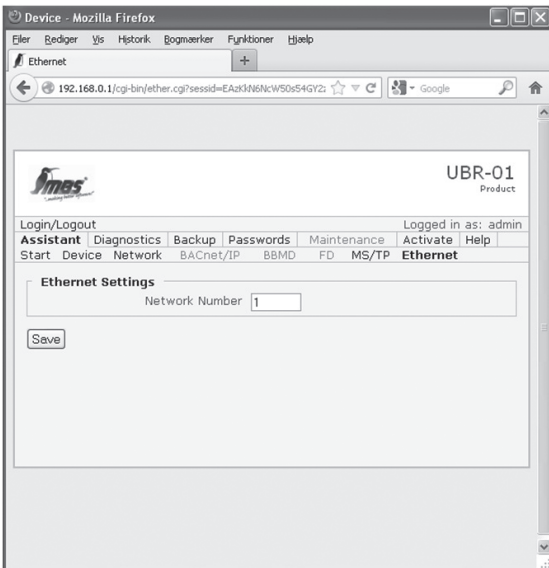 Device - Mozilla Firefox
Filer Rediger Vis Historik Bogmærker Funktioner Hjælp
Ethernet +
192.168.0.1/cgi-bin/ether.cgi?sessid= Google
mbs
UBR-01
Product
Login/Logout Logged in as: admin
Assistant Diagnostics Backup Passwords Maintenance Activate Help
Start Device Network BACnet/IP BBMD FD MS/TP Ethernet
Ethernet Settings
Network Number 1
Save